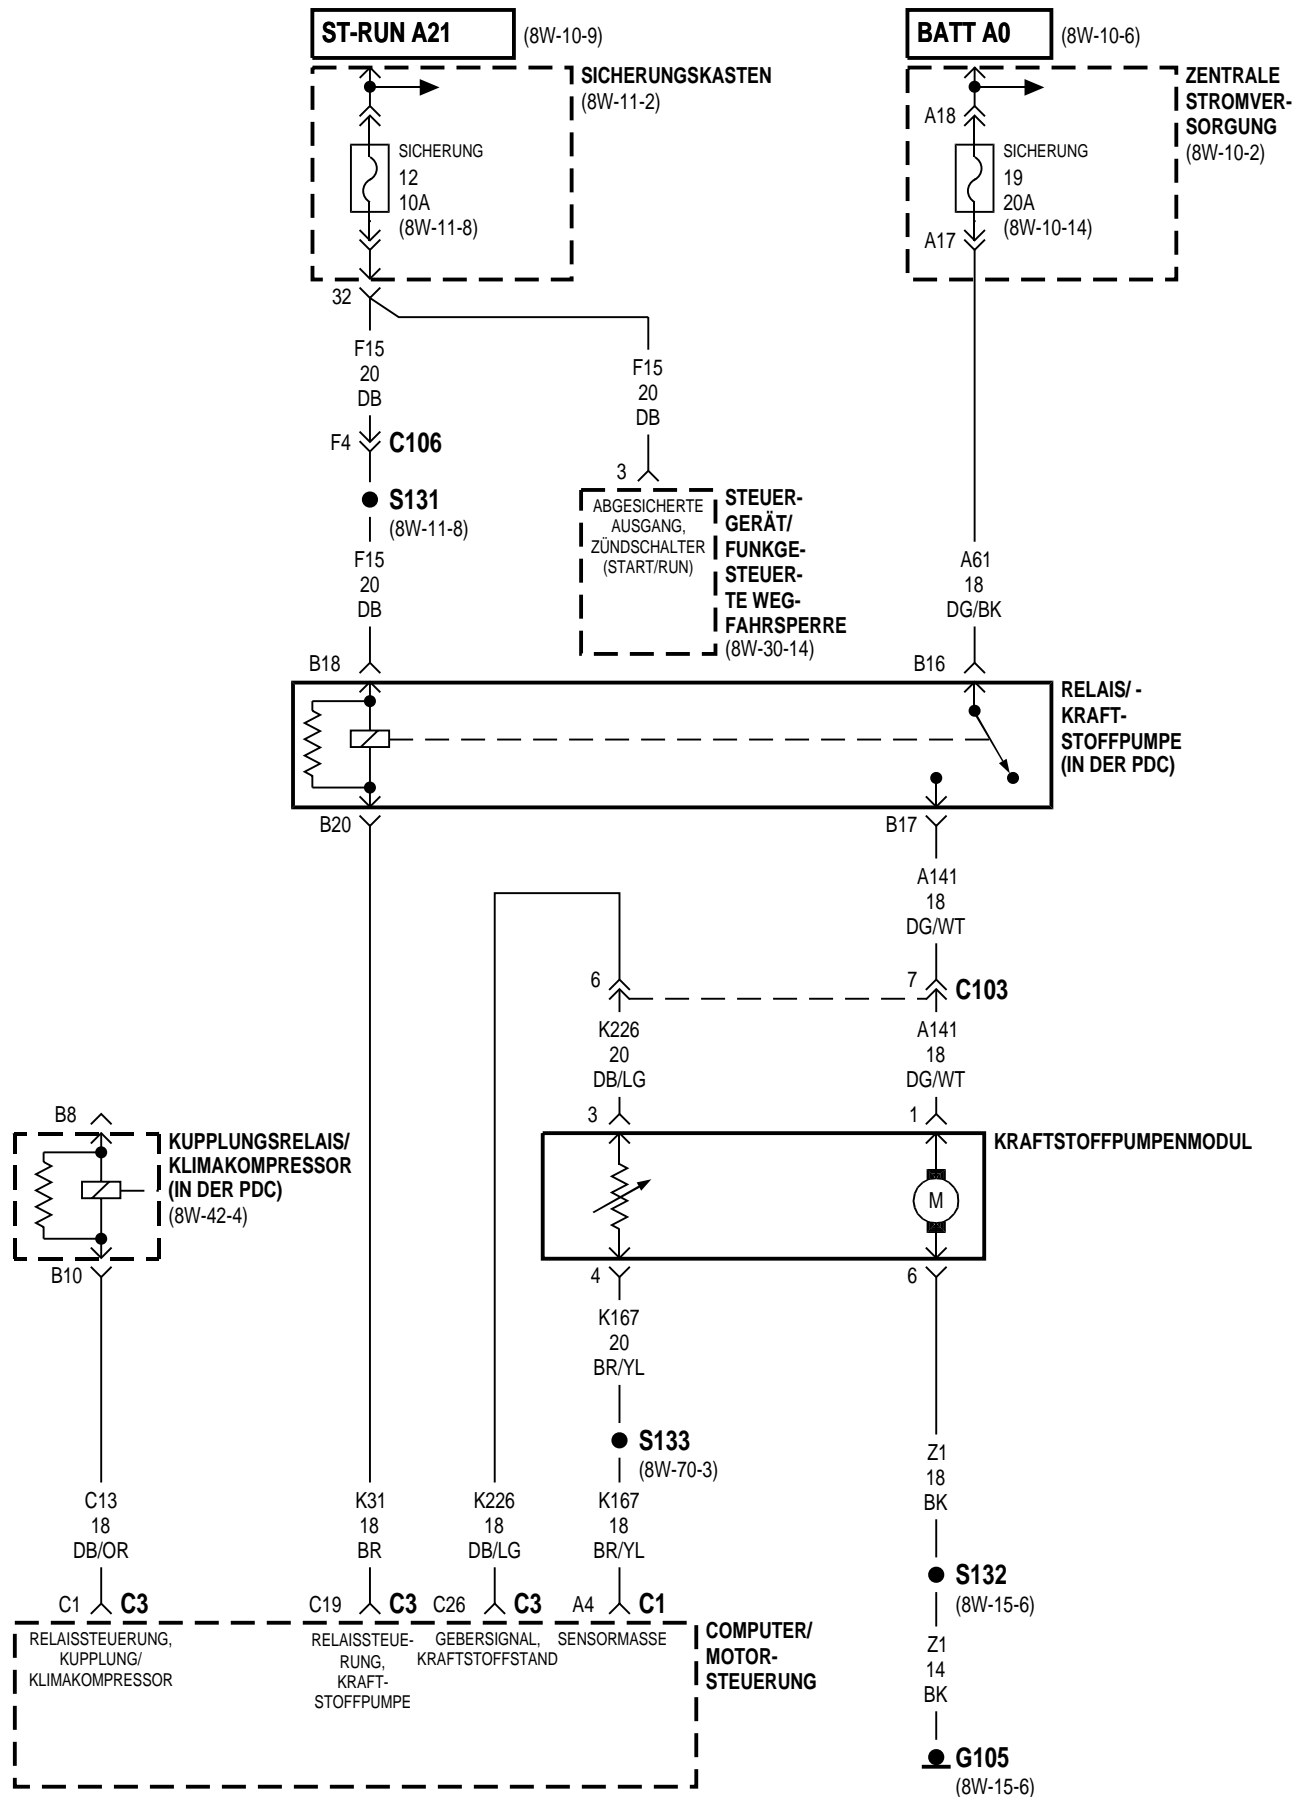 ST-RUN A21
(8W-10-9)
BATT A0
(8W-10-6)
SICHERUNGSKASTEN
(8W-11-2)
SICHERUNG
12
10A
(8W-11-8)
ZENTRALE
STROMVER-
SORGUNG
(8W-10-2)
A18
SICHERUNG
19
20A
(8W-10-14)
A17
32
F15
20
DB
F15
20
DB
F4
C106
S131
(8W-11-8)
3
ABGESICHERTE
AUSGANG,
ZÜNDSCHALTER
(START/RUN)
STEUER-
GERÄT/
FUNKGE-
STEUER-
TE WEG-
FAHRSPERRE
(8W-30-14)
F15
20
DB
A61
18
DG/BK
B18
B16
RELAIS/ -
KRAFT-
STOFFPUMPE
(IN DER PDC)
B20
B17
A141
18
DG/WT
6
7
C103
K226
20
DB/LG
A141
18
DG/WT
B8
3
1
KUPPLUNGSRELAIS/
KLIMAKOMPRESSOR
(IN DER PDC)
(8W-42-4)
KRAFTSTOFFPUMPENMODUL
M
B10
4
6
K167
20
BR/YL
S133
(8W-70-3)
Z1
18
BK
C13
18
DB/OR
K31
18
BR
K226
18
DB/LG
K167
18
BR/YL
S132
(8W-15-6)
C1
C3
C19
C3
C26
C3
A4
C1
RELAISSTEUERUNG,
KUPPLUNG/
KLIMAKOMPRESSOR
RELAISSTEUE-
RUNG,
KRAFT-
STOFFPUMPE
GEBERSIGNAL,
KRAFTSTOFFSTAND
SENSORMASSE
COMPUTER/
MOTOR-
STEUERUNG
Z1
14
BK
G105
(8W-15-6)